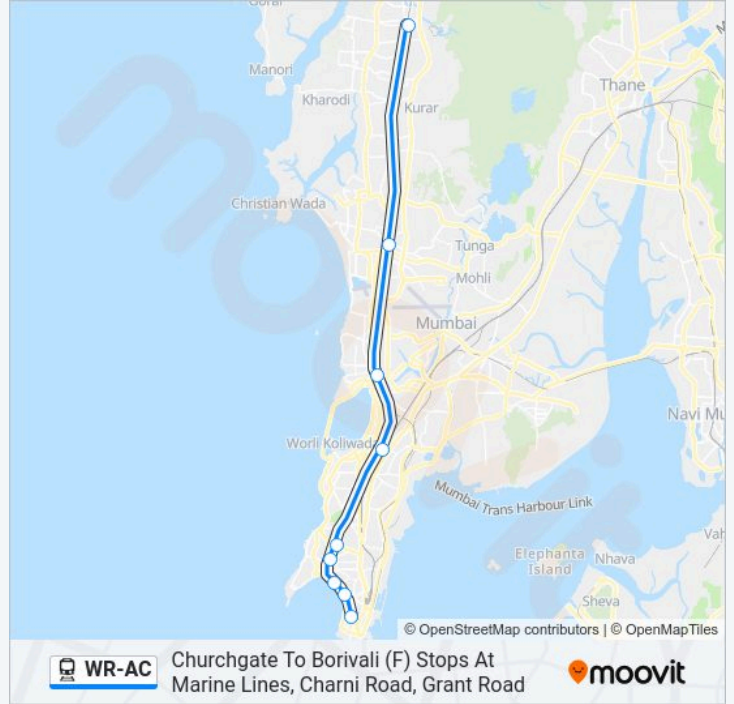 Gorai
Manori
Thane
Kharodi
Kurar
Christian Wada
Tunga
Mohli
Mumbai
Navi Mu
Worli Koliwada
Mumbai Trans Harbour Link
Elephanta
Island
Nhava
Vah
Sheva
© OpenStreetMap contributors | © OpenMapTiles
WR-AC
Churchgate To Borivali (F) Stops At
Marine Lines, Charni Road, Grant Road
moovit
moovit